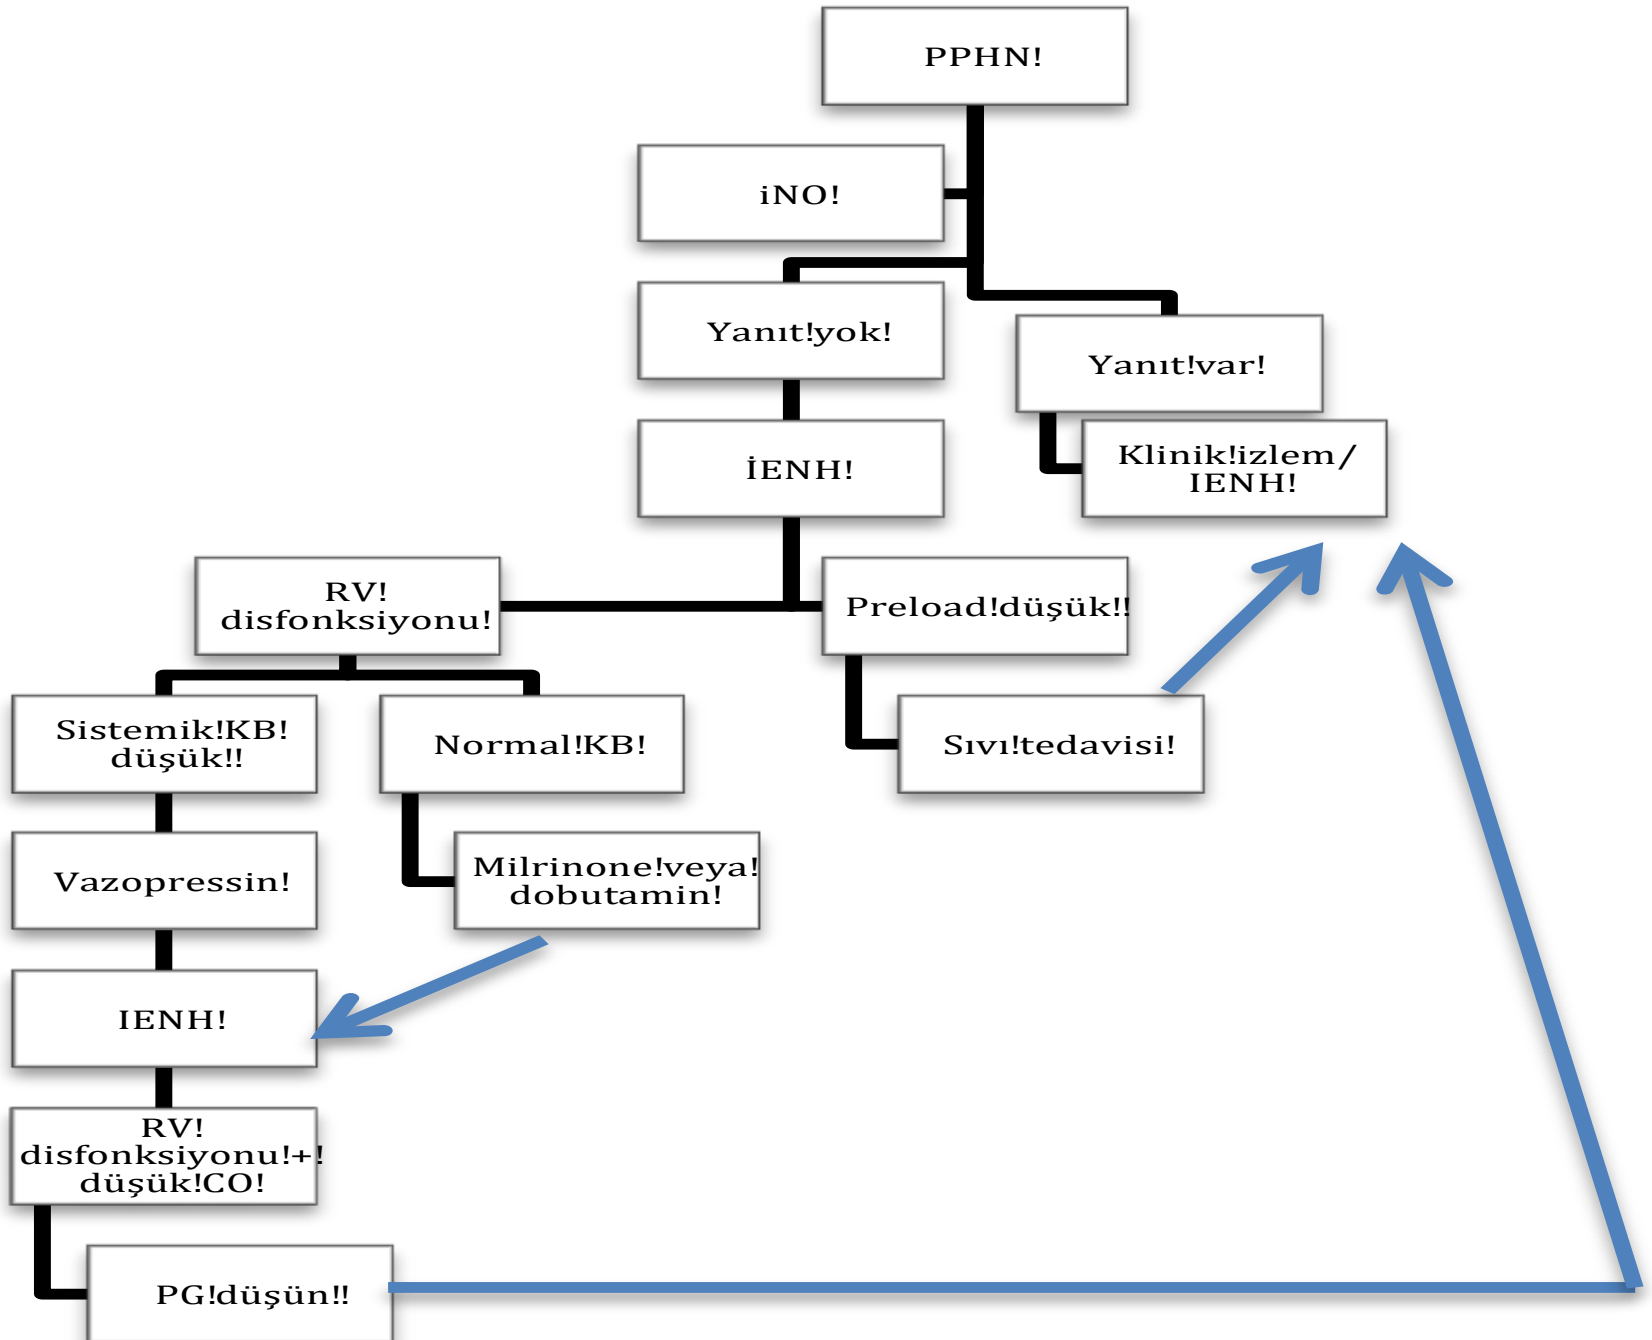 PPHN!
iNO!
Yanıt!yok!
Yanıt!var!
İENH!
Klinik!izlem/
IENH!
RV!
disfonksiyonu!
Preload!düşük!!
Sistemik!KB!
düşük!!
Normal!KB!
Sıvı!tedavisi!
Vazopressin!
Milrinone!veya!
dobutamin!
IENH!
RV!
disfonksiyonu!+!
düşük!CO!
PG!düşün!!